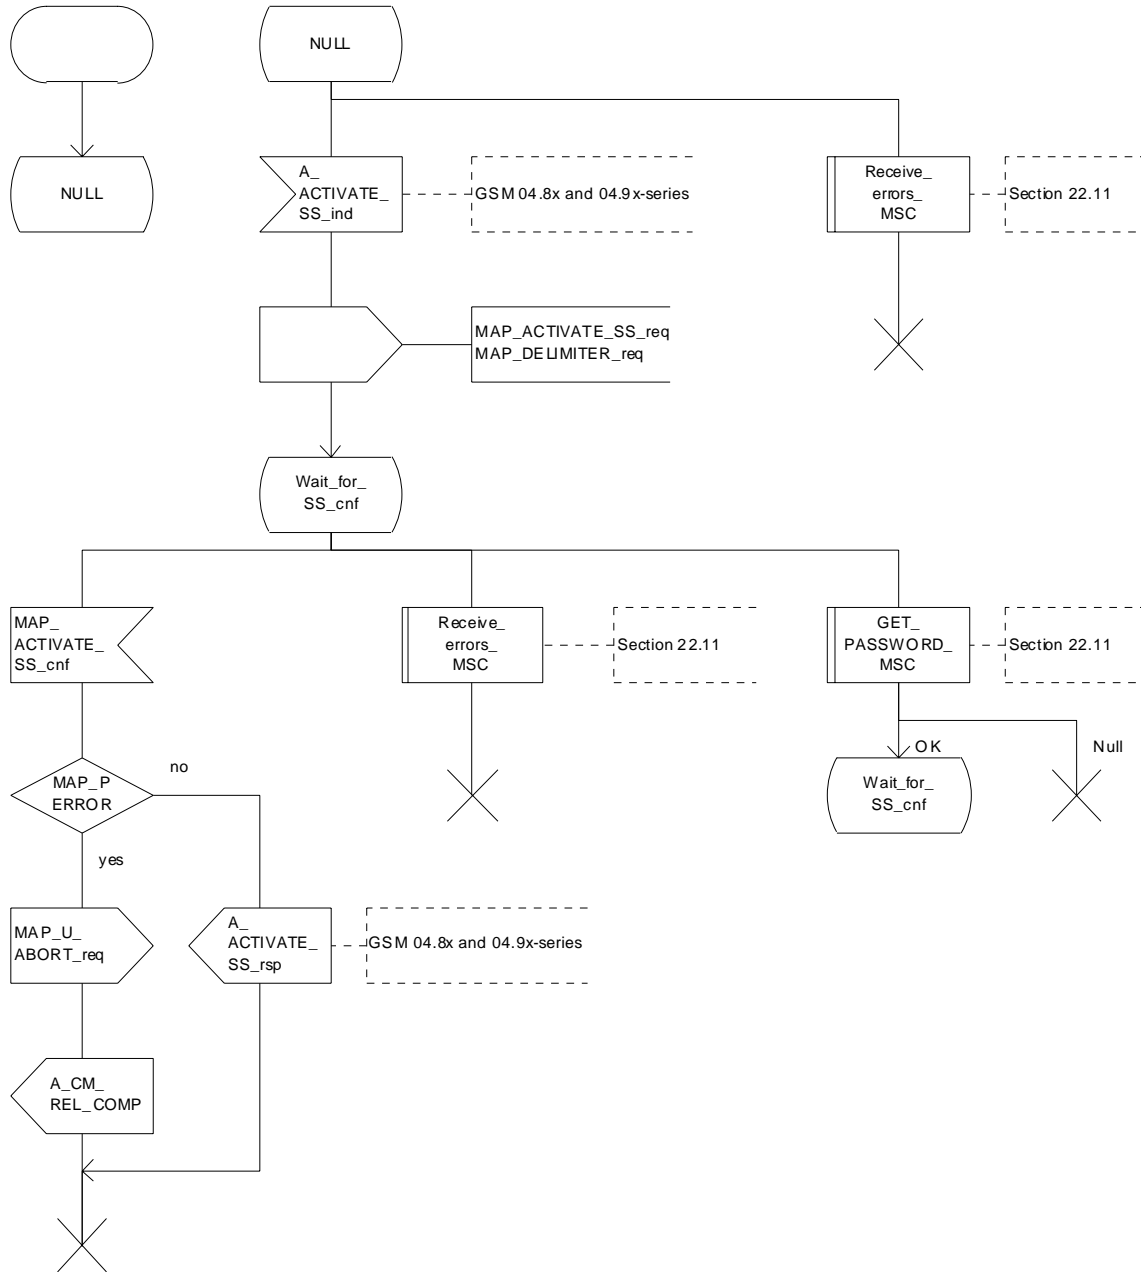 NULL
NULL
A_
ACTIVATE_
SS_ind
GSM 04.8x and 04.9x-series
Receive_
errors_
MSC
Section 22.11
MAP_ACTIVATE_SS_req
MAP_DELIMITER_req
Wait_for_
SS_cnf
MAP_
ACTIVATE_
SS_cnf
Receive_
errors_
MSC
Section 22.11
GET_
PASSWORD_
MSC
Section 22.11
OK
Null
MAP_P
ERROR
no
Wait_for_
SS_cnf
yes
MAP_U_
ABORT_req
A_
ACTIVATE_
SS_rsp
GSM 04.8x and 04.9x-series
A_CM_
REL_COMP